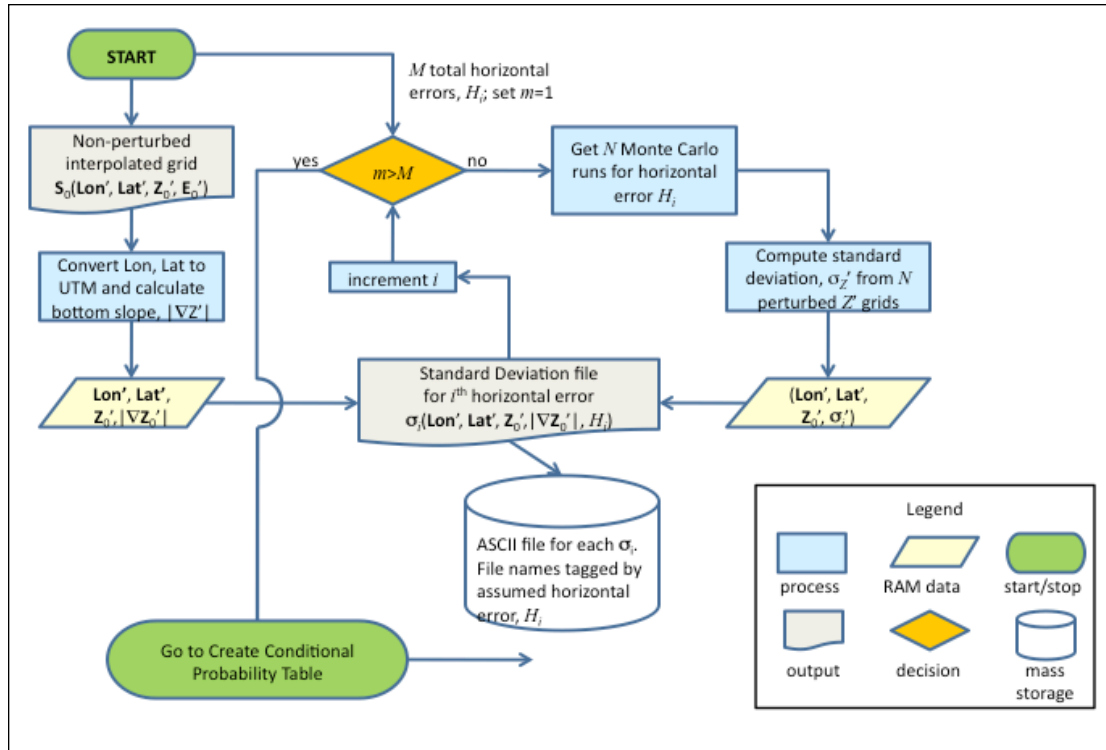 START
M total horizontal
errors, Hᵢ; set m=1
Non-perturbed
interpolated grid
S₀(Lon′, Lat′, Z₀′, E₀′)
yes
m>M
no
Get N Monte Carlo
runs for horizontal
error Hᵢ
Convert Lon, Lat to
UTM and calculate
bottom slope, |∇Z′|
increment i
Compute standard
deviation, σ_Z′ from N
perturbed Z′ grids
Lon′, Lat′,
Z₀′,|∇Z₀′|
Standard Deviation file
for iᵗʰ horizontal error
σᵢ(Lon′, Lat′, Z₀′,|∇Z₀′| , Hᵢ)
(Lon′, Lat′,
Z₀′, σᵢ′)
ASCII file for each σᵢ.
File names tagged by
assumed horizontal
error, Hᵢ
Go to Create Conditional
Probability Table
Legend
process
RAM data
start/stop
output
decision
mass
storage